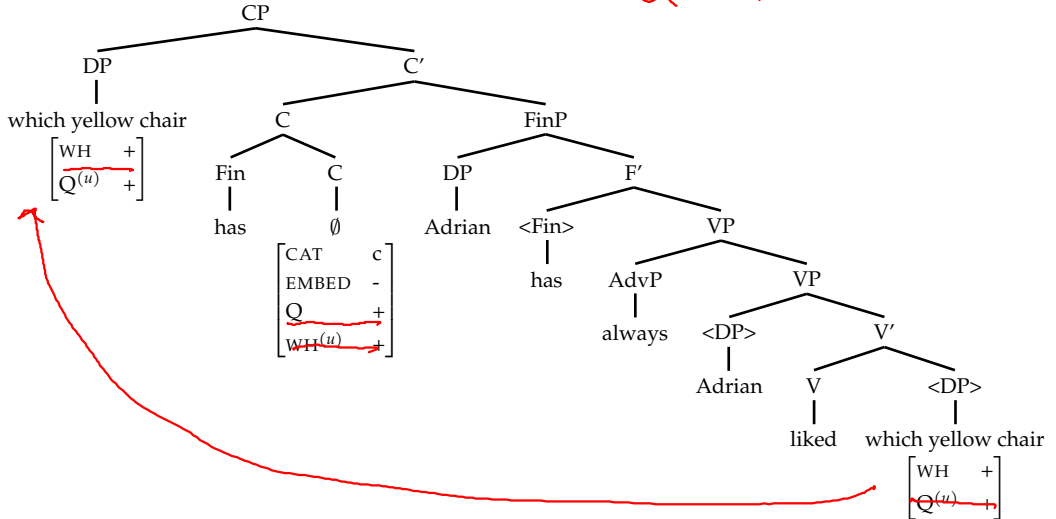 CP
DP C'
which yellow chair C FinP
WH +
Q(u) +
Fin C DP F'
has ∅ Adrian <Fin> VP
CAT c
EMBED -
Q +
WH(u) +
has AdvP VP
always <DP> V'
Adrian V <DP>
liked which yellow chair
WH +
Q(u) +